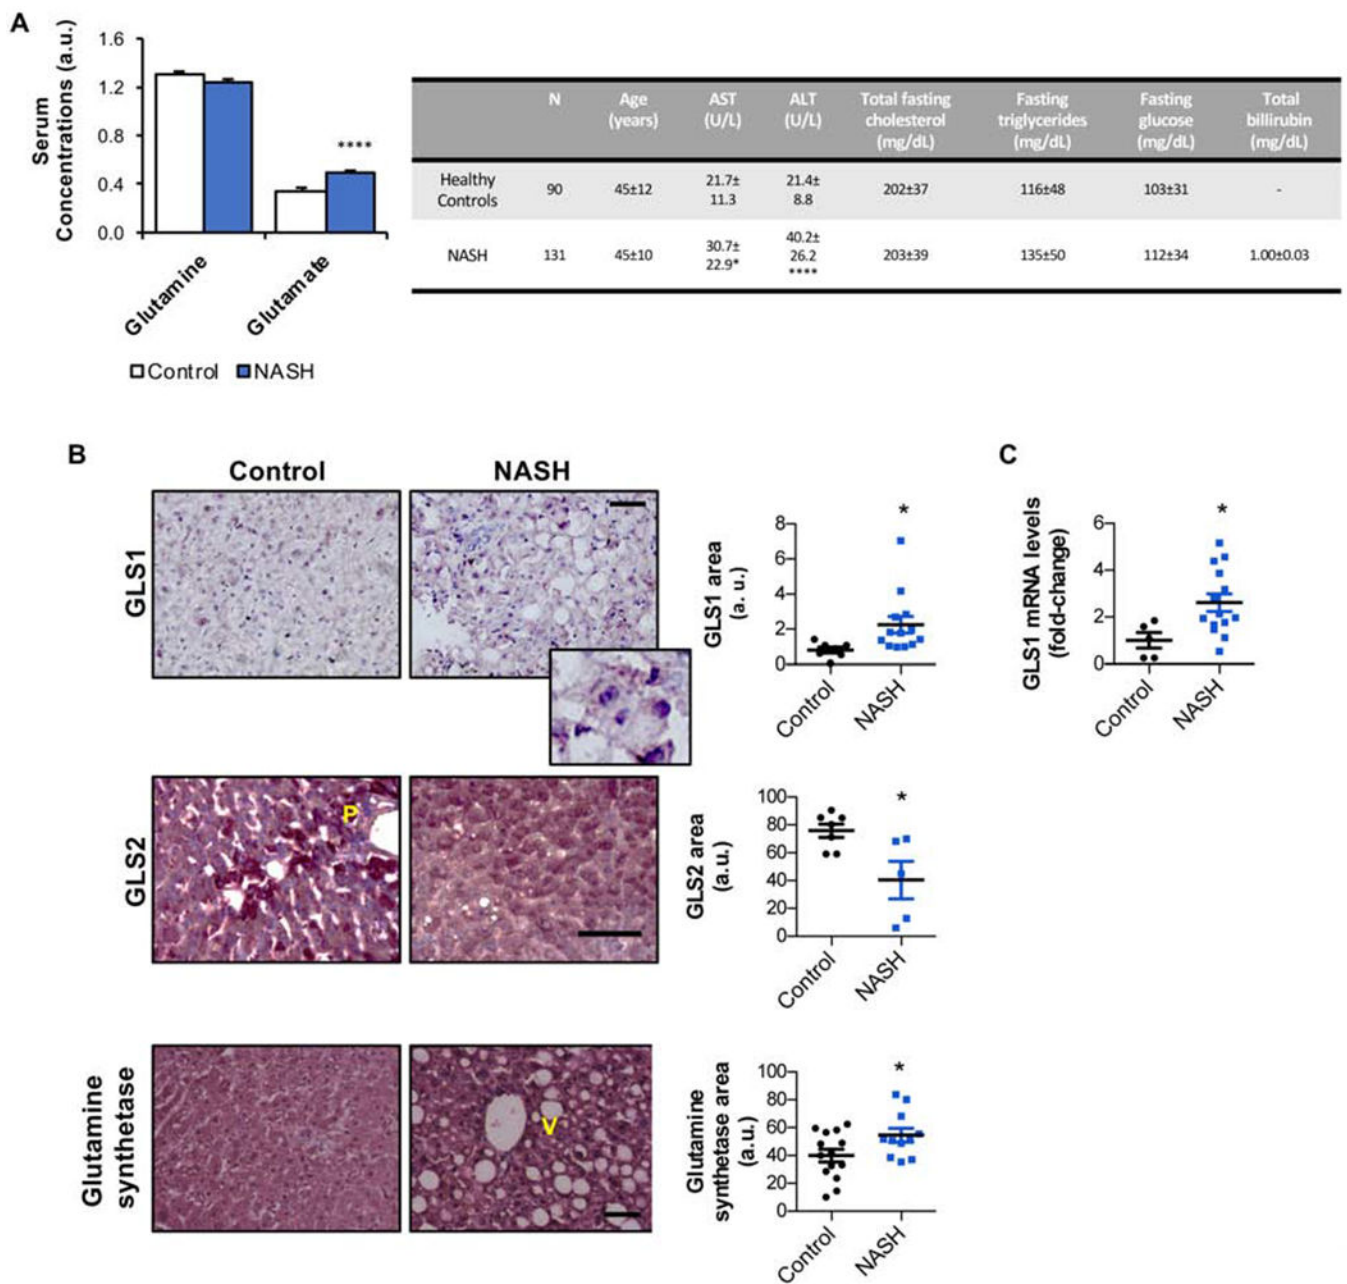 A
Serum
Concentrations (a.u.)
1.6
1.2
0.8
0.4
0.0
****
Glutamine
Glutamate
Control NASH
N Age (years) AST (U/L) ALT (U/L) Total fasting cholesterol (mg/dL) Fasting triglycerides (mg/dL) Fasting glucose (mg/dL) Total billirubin (mg/dL)
Healthy Controls 90 45±12 21.7± 11.3 21.4± 8.8 202±37 116±48 103±31 -
NASH 131 45±10 30.7± 22.9* 40.2± 26.2 **** 203±39 135±50 112±34 1.00±0.03
B
Control NASH
GLS1
GLS1 area
(a. u.)
8
6
4
2
0
*
Control
NASH
C
GLS1 mRNA levels
(fold-change)
6
4
2
0
*
Control
NASH
GLS2
P
GLS2 area
(a.u.)
100
80
60
40
20
0
*
Control
NASH
Glutamine
synthetase
V
Glutamine
synthetase area
(a.u.)
100
80
60
40
20
0
*
Control
NASH